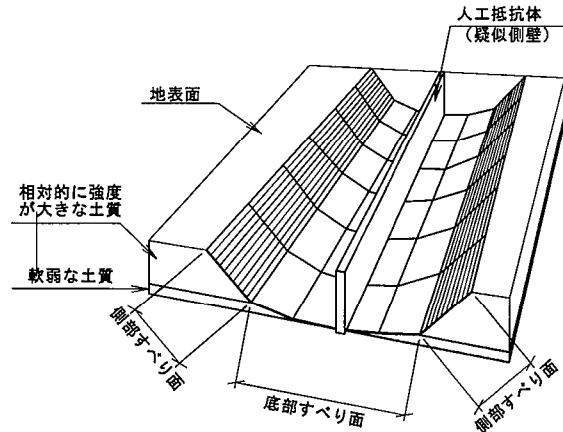 人工抵抗体
(疑似側壁)
地表面
相対的に強度
が大きな土質
軟弱な土質
側部すべり面
底部すべり面
側部すべり面